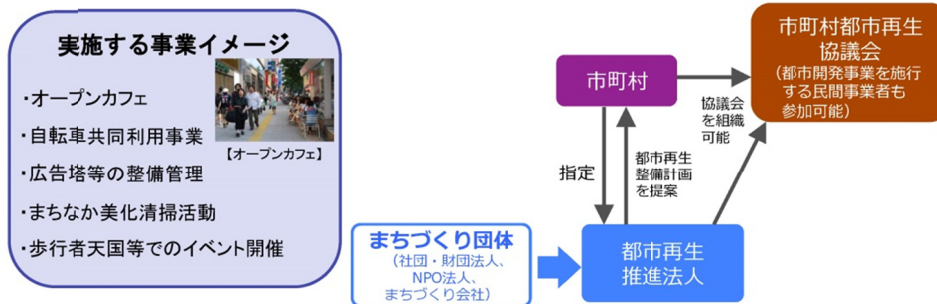 実施する事業イメージ
・オープンカフェ
・自転車共同利用事業
【オープンカフェ】
・広告塔等の整備管理
・まちなか美化清掃活動
・歩行者天国等でのイベント開催
まちづくり団体
（社団・財団法人、
NPO法人、
まちづくり会社）
市町村
指定
都市再生
整備計画
を提案
都市再生
推進法人
協議会
を組織
可能
市町村都市再生
協議会
（都市開発事業を施行
する民間事業者も
参加可能）